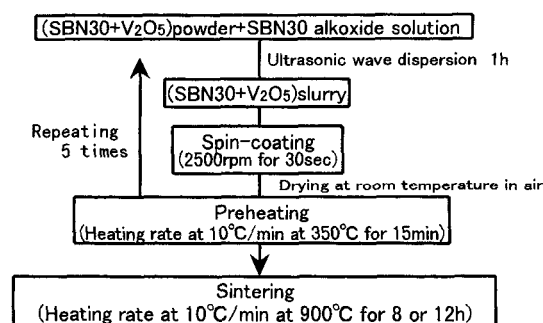 (SBN30+V2O5)powder+SBN30 alkoxide solution
Ultrasonic wave dispersion 1h
(SBN30+V2O5)slurry
Repeating
5 times
Spin-coating
(2500rpm for 30sec)
Drying at room temperature in air
Preheating
(Heating rate at 10℃/min at 350℃ for 15min)
Sintering
(Heating rate at 10℃/min at 900℃ for 8 or 12h)